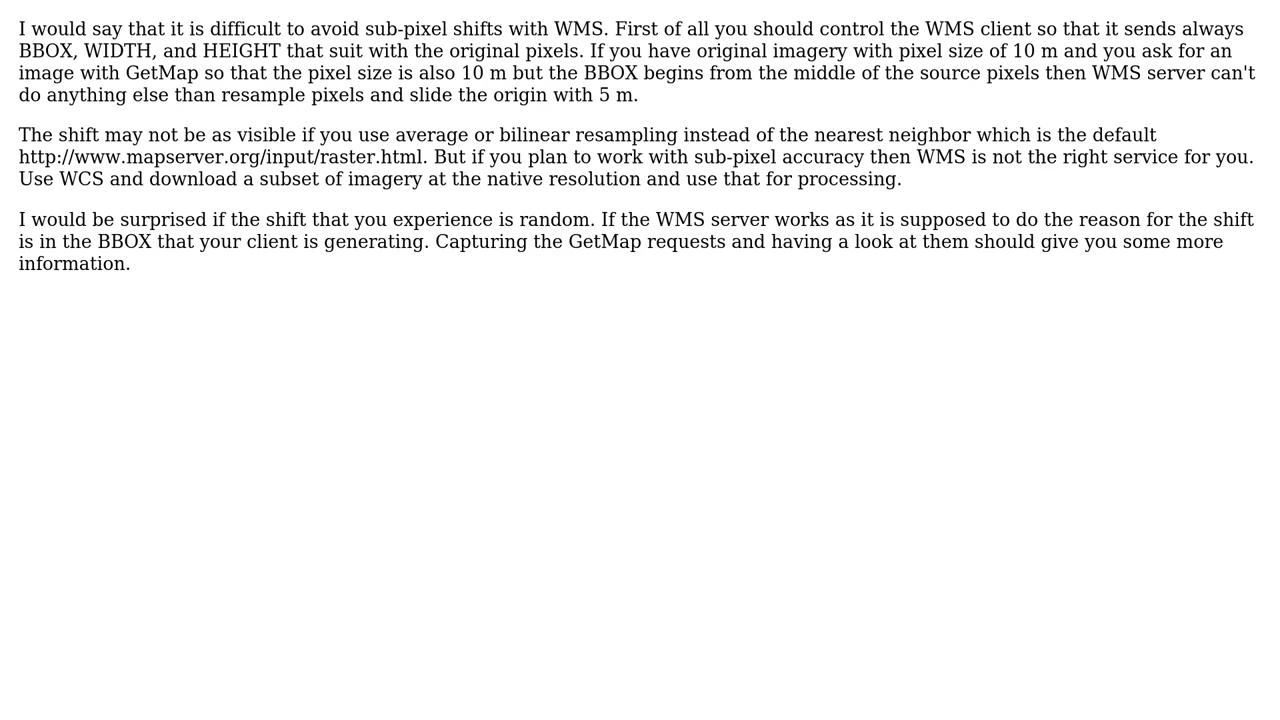 I would say that it is difficult to avoid sub-pixel shifts with WMS. First of all you should control the WMS client so that it sends always
BBOX, WIDTH, and HEIGHT that suit with the original pixels. If you have original imagery with pixel size of 10 m and you ask for an
image with GetMap so that the pixel size is also 10 m but the BBOX begins from the middle of the source pixels then WMS server can't
do anything else than resample pixels and slide the origin with 5 m.
The shift may not be as visible if you use average or bilinear resampling instead of the nearest neighbor which is the default
http://www.mapserver.org/input/raster.html. But if you plan to work with sub-pixel accuracy then WMS is not the right service for you.
Use WCS and download a subset of imagery at the native resolution and use that for processing.
I would be surprised if the shift that you experience is random. If the WMS server works as it is supposed to do the reason for the shift
is in the BBOX that your client is generating. Capturing the GetMap requests and having a look at them should give you some more
information.